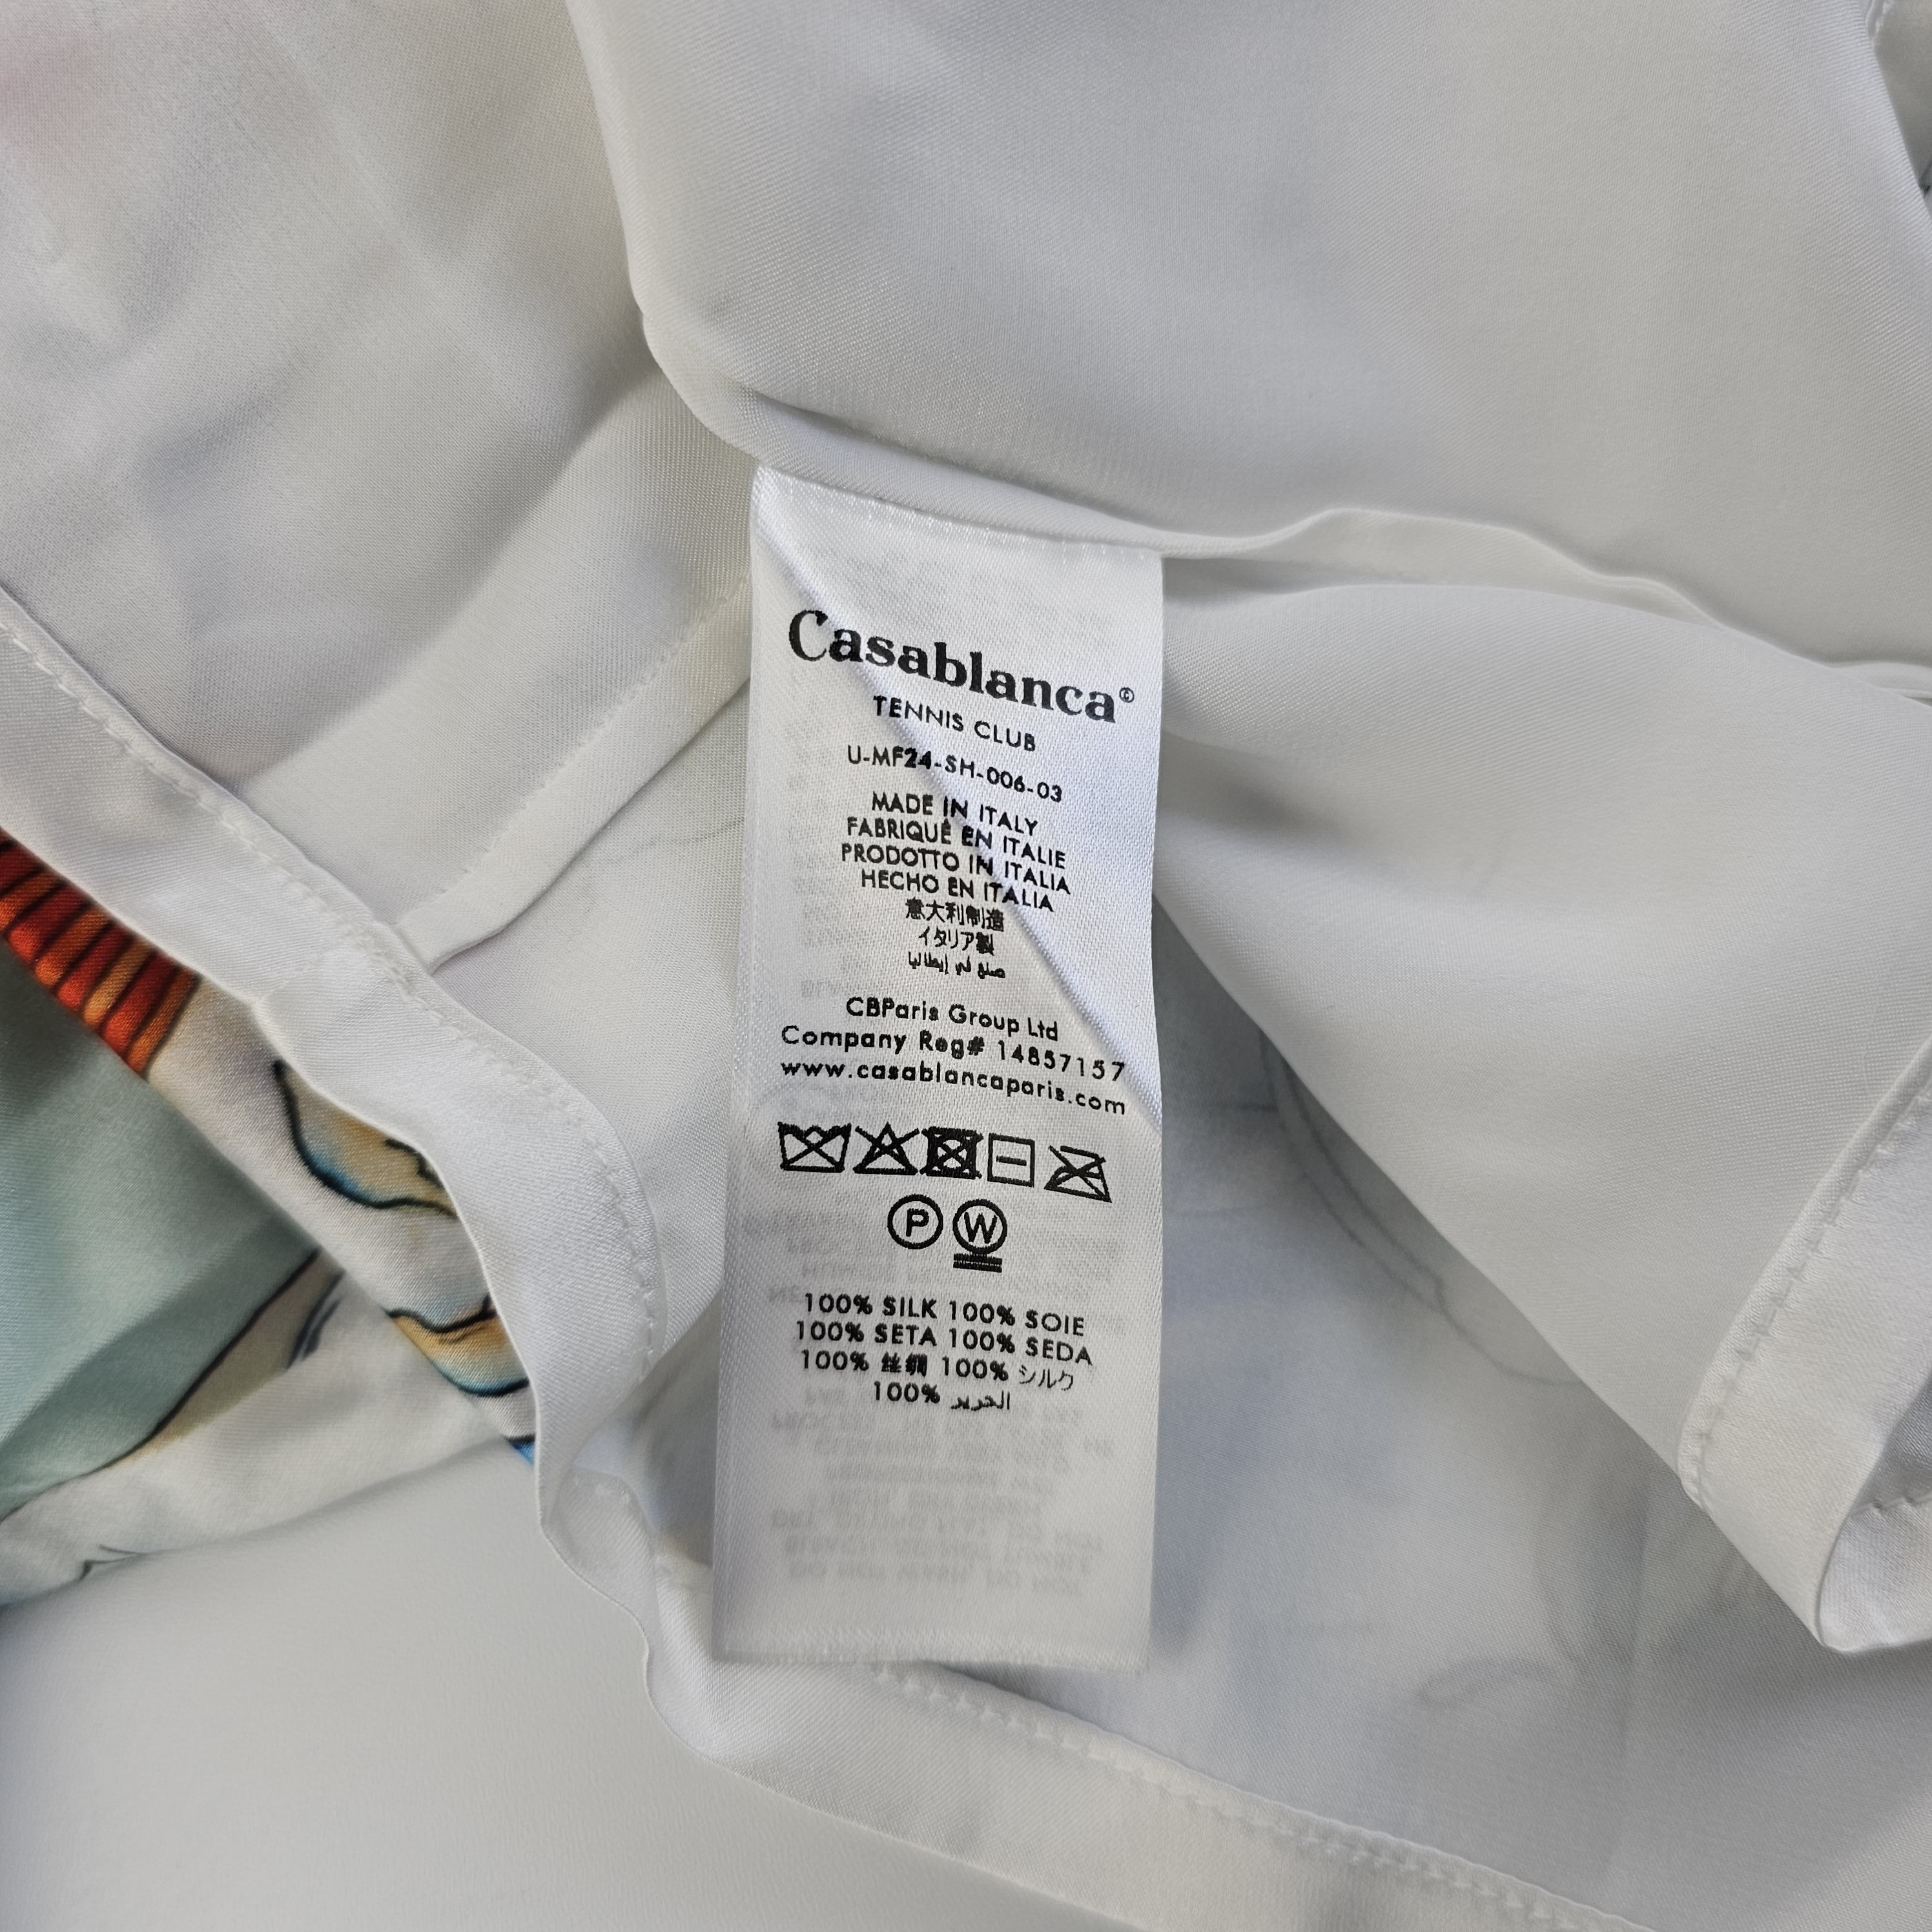 Casablanca©
TENNIS CLUB
U-MF24-SH-006-03
MADE IN ITALY
FABRIQUÉ EN ITALIE
PRODOTTO IN ITALIA
HECHO EN ITALIA
意大利制造
イタリア製
صنع في إيطاليا
CBParis Group Ltd
Company Reg# 14857157
www.casablancaparis.com
P W
100% SILK 100% SOIE
100% SETA 100% SEDA
100% 丝绸 100% シルク
100% الحرير